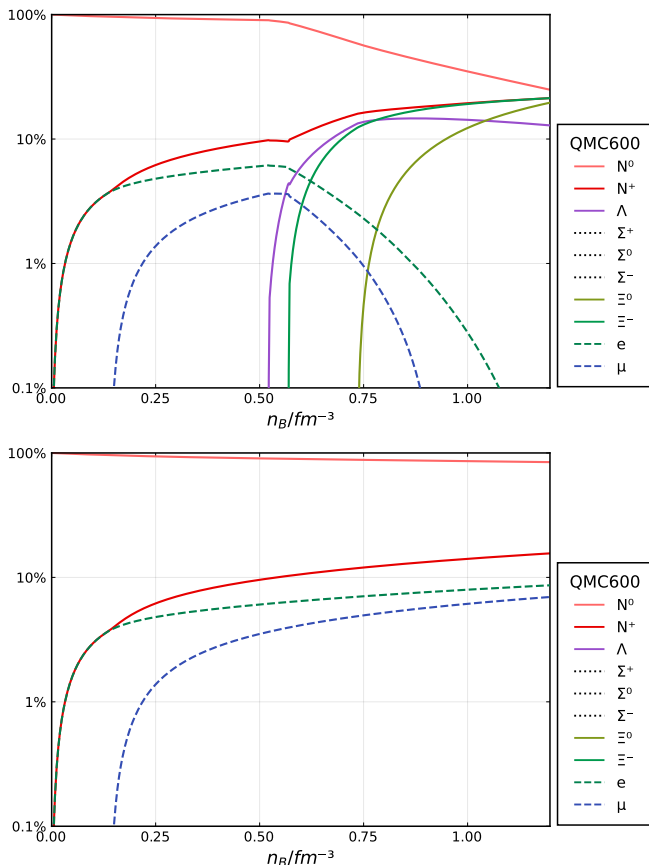 100%
10%
1%
0.1%
0.00
0.25
0.50
0.75
1.00
n_B/fm⁻³
QMC600
N⁰
N⁺
Λ
Σ⁺
Σ⁰
Σ⁻
Ξ⁰
Ξ⁻
e
μ
100%
10%
1%
0.1%
0.00
0.25
0.50
0.75
1.00
n_B/fm⁻³
QMC600
N⁰
N⁺
Λ
Σ⁺
Σ⁰
Σ⁻
Ξ⁰
Ξ⁻
e
μ